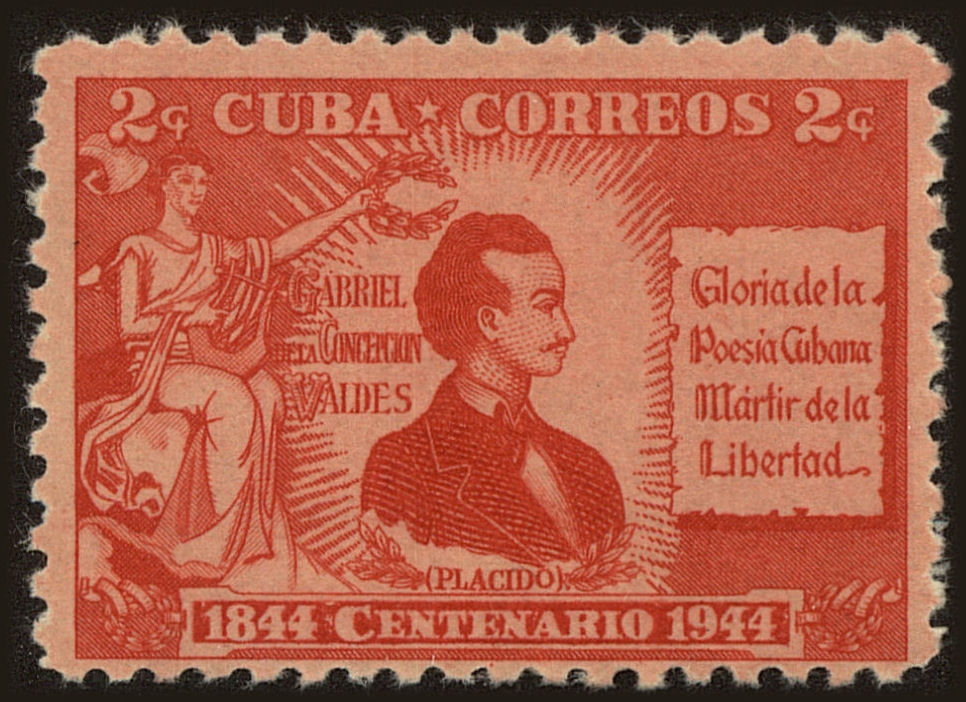 2¢ CUBA ★ CORREOS 2¢
GABRIEL
DE LA CONCEPCION
VALDES
(PLACIDO)
Gloria de la
Poesia Cubana
Mártir de la
Libertad
1844 CENTENARIO 1944